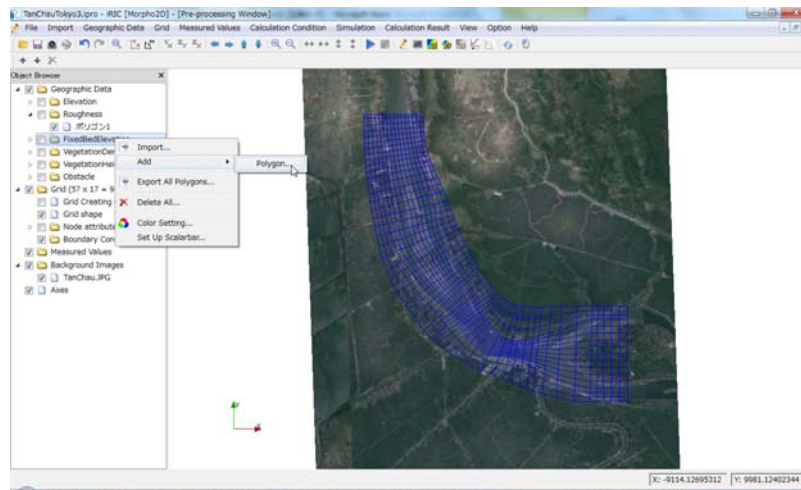 TanChauTokyo3.ipro - iRIC [Morpho2D] - [Pre-processing Window]
File Import Geographic Data Grid Measured Values Calculation Condition Simulation Calculation Result View Option Help
Object Browser
Geographic Data
Elevation
Roughness
ポリゴン1
FixedBedElevation
VegetationDen
VegetationHei
Obstacle
Grid (57 x 17 = 9
Grid Creating
Grid shape
Node attribute
Boundary Con
Measured Values
Background Images
TanChau.JPG
Axes
Import...
Add
Polygon...
Export All Polygons...
Delete All...
Color Setting...
Set Up Scalarbar...
Y
X
X: -9114.12695312 Y: 9981.12402344